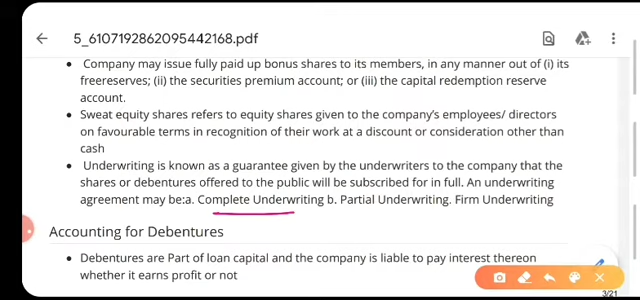 5_6107192862095442168.pdf
• Company may issue fully paid up bonus shares to its members, in any manner out of (i) its
freereserves; (ii) the securities premium account; or (iii) the capital redemption reserve
account.
• Sweat equity shares refers to equity shares given to the company's employees/ directors
on favourable terms in recognition of their work at a discount or consideration other than
cash
• Underwriting is known as a guarantee given by the underwriters to the company that the
shares or debentures offered to the public will be subscribed for in full. An underwriting
agreement may be:a. Complete Underwriting b. Partial Underwriting. Firm Underwriting
Accounting for Debentures
• Debentures are Part of loan capital and the company is liable to pay interest thereon
whether it earns profit or not
3/21